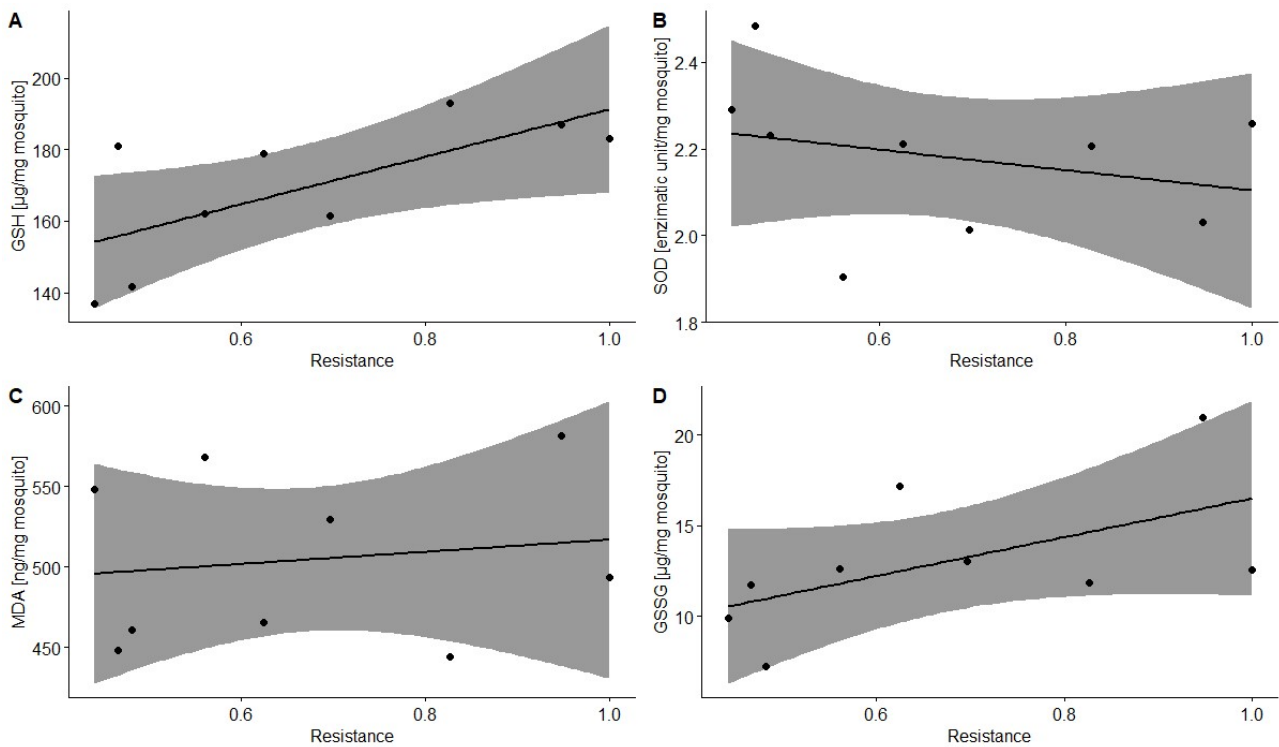 A
GSH [µg/mg mosquito]
200
180
160
140
0.6
0.8
1.0
Resistance
B
SOD [enzimatic unit/mg mosquito]
2.4
2.2
2.0
1.8
0.6
0.8
1.0
Resistance
C
MDA [ng/mg mosquito]
600
550
500
450
0.6
0.8
1.0
Resistance
D
GSSG [µg/mg mosquito]
20
15
10
0.6
0.8
1.0
Resistance